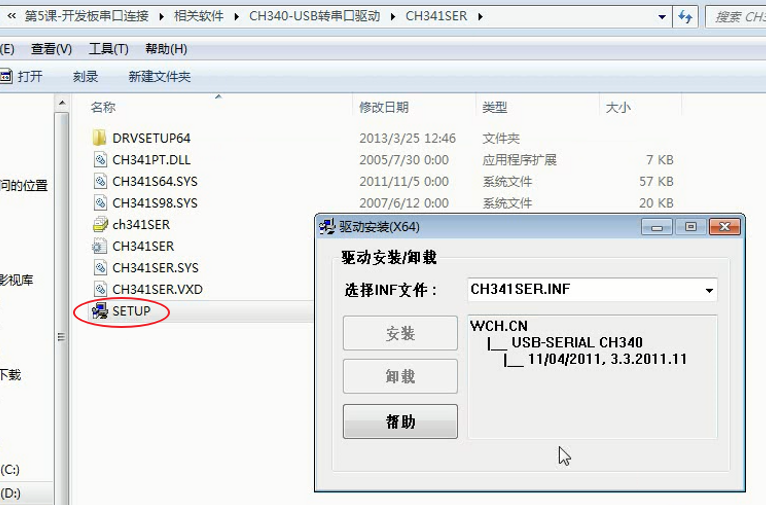 « 第5课-开发板串口连接 ▸ 相关软件 ▸ CH340-USB转串口驱动 ▸ CH341SER ▸
搜索 CH3
(E) 查看(V) 工具(T) 帮助(H)
打开 刻录 新建文件夹
名称 修改日期 类型 大小
DRVSETUP64 2013/3/25 12:46 文件夹
CH341PT.DLL 2005/7/30 0:00 应用程序扩展 7 KB
CH341S64.SYS 2011/11/5 0:00 系统文件 57 KB
问的位置
CH341S98.SYS 2007/6/12 0:00 系统文件 20 KB
ch341SER
CH341SER
CH341SER.SYS
影视库
CH341SER.VXD
SETUP
下载
(C:)
(D:)
驱动安装(X64)
驱动安装/卸载
选择INF文件：
CH341SER.INF
安装
卸载
帮助
WCH.CN
|__ USB-SERIAL CH340
|__ 11/04/2011, 3.3.2011.11